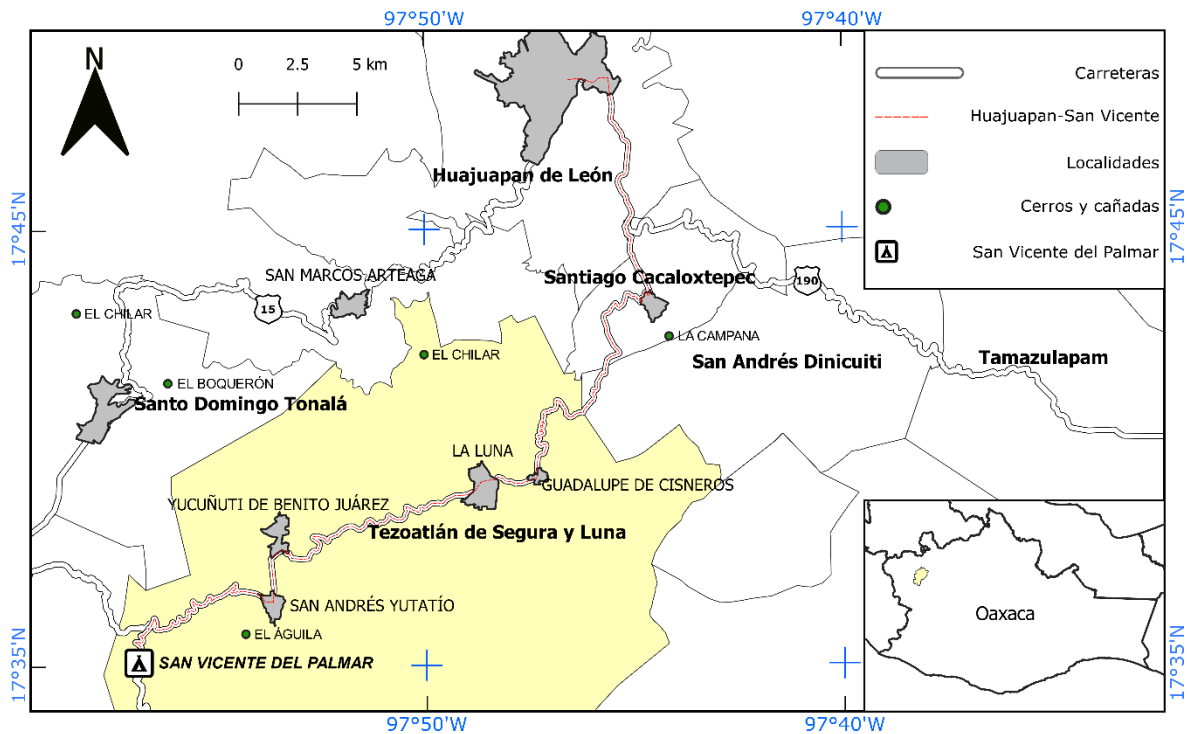 97°50'W
97°40'W
N
0 2.5 5 km
Carreteras
Huajuapan-San Vicente
Localidades
Cerros y cañadas
San Vicente del Palmar
Huajuapan de León
17°45'N
17°45'N
SAN MARCOS ARTEAGA
Santiago Cacaloxtepec
190
15
EL CHILAR
LA CAMPANA
EL CHILAR
San Andrés Dinicuiti
Tamazulapam
EL BOQUERÓN
Santo Domingo Tonalá
LA LUNA
GUADALUPE DE CISNEROS
YUCUÑUTI DE BENITO JUÁREZ
Tezoatlán de Segura y Luna
SAN ANDRÉS YUTATÍO
Oaxaca
EL ÁGUILA
SAN VICENTE DEL PALMAR
17°35'N
17°35'N
97°50'W
97°40'W